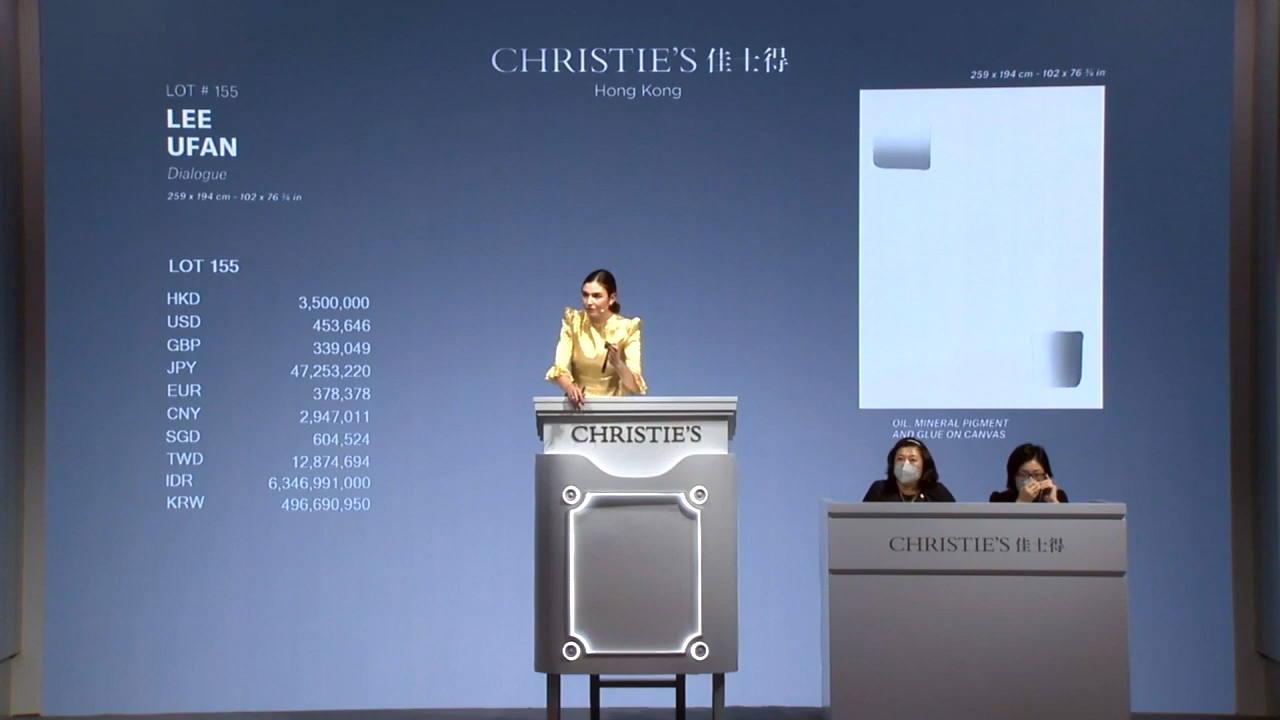 CHRISTIE'S 佳士得
Hong Kong
LOT # 155
LEE
UFAN
Dialogue
259 x 194 cm - 102 x 76 ⅜ in
LOT 155
HKD 3,500,000
USD 453,646
GBP 339,049
JPY 47,253,220
EUR 378,378
CNY 2,947,011
SGD 604,524
TWD 12,874,694
IDR 6,346,991,000
KRW 496,690,950
259 x 194 cm - 102 x 76 ⅜ in
OIL, MINERAL PIGMENT
AND GLUE ON CANVAS
CHRISTIE'S
CHRISTIE'S 佳士得